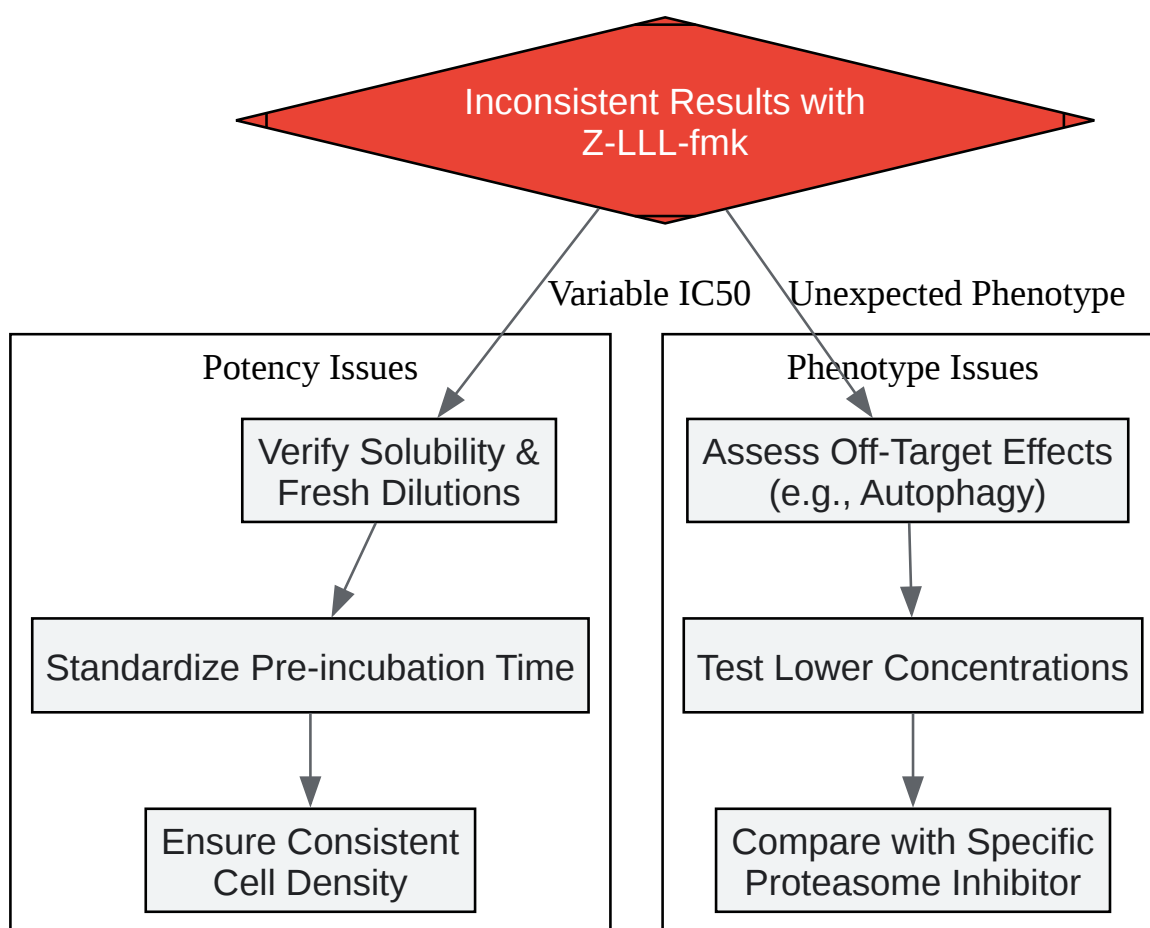 Inconsistent Results with
Z-LLL-fmk
Variable IC50
Unexpected Phenotype
Potency Issues
Verify Solubility &
Fresh Dilutions
Standardize Pre-incubation Time
Ensure Consistent
Cell Density
Phenotype Issues
Assess Off-Target Effects
(e.g., Autophagy)
Test Lower Concentrations
Compare with Specific
Proteasome Inhibitor